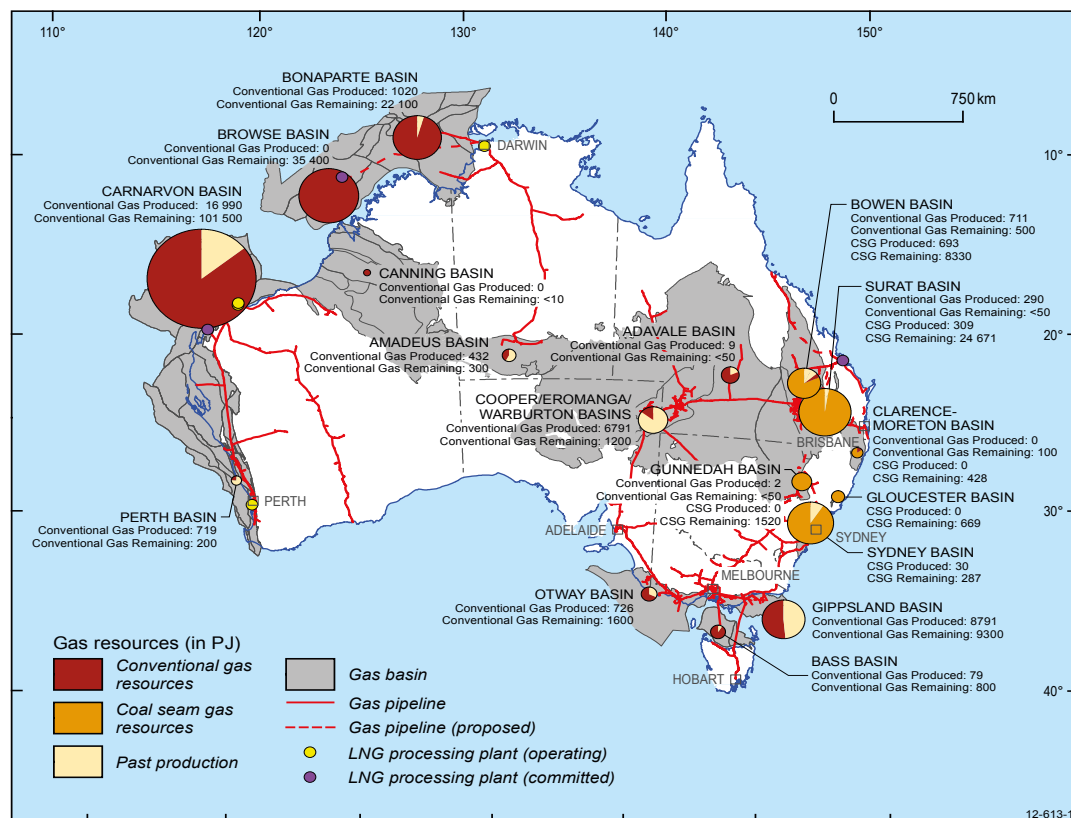 110°
120°
130°
140°
150°
BONAPARTE BASIN
Conventional Gas Produced: 1020
Conventional Gas Remaining: 22 100
0
750 km
BROWSE BASIN
Conventional Gas Produced: 0
Conventional Gas Remaining: 35 400
DARWIN
10°
10°
CARNARVON BASIN
Conventional Gas Produced: 16 990
Conventional Gas Remaining: 101 500
BOWEN BASIN
Conventional Gas Produced: 711
Conventional Gas Remaining: 500
CSG Produced: 693
CSG Remaining: 8330
CANNING BASIN
Conventional Gas Produced: 0
Conventional Gas Remaining: <10
SURAT BASIN
Conventional Gas Produced: 290
Conventional Gas Remaining: <50
CSG Produced: 309
CSG Remaining: 24 671
20°
20°
AMADEUS BASIN
Conventional Gas Produced: 432
Conventional Gas Remaining: 300
ADAVALE BASIN
Conventional Gas Produced: 9
Conventional Gas Remaining: <50
COOPER/EROMANGA/
WARBURTON BASINS
Conventional Gas Produced: 6791
Conventional Gas Remaining: 1200
CLARENCE-
MORETON BASIN
Conventional Gas Produced: 0
Conventional Gas Remaining: 100
CSG Produced: 0
CSG Remaining: 428
BRISBANE
GUNNEDAH BASIN
Conventional Gas Produced: 2
Conventional Gas Remaining: <50
CSG Produced: 0
CSG Remaining: 1520
GLOUCESTER BASIN
CSG Produced: 0
CSG Remaining: 669
PERTH
PERTH BASIN
Conventional Gas Produced: 719
Conventional Gas Remaining: 200
30°
30°
ADELAIDE
SYDNEY
SYDNEY BASIN
CSG Produced: 30
CSG Remaining: 287
MELBOURNE
OTWAY BASIN
Conventional Gas Produced: 726
Conventional Gas Remaining: 1600
GIPPSLAND BASIN
Conventional Gas Produced: 8791
Conventional Gas Remaining: 9300
BASS BASIN
Conventional Gas Produced: 79
Conventional Gas Remaining: 800
HOBART
40°
40°
Gas resources (in PJ)
Conventional gas
resources
Coal seam gas
resources
Past production
Gas basin
Gas pipeline
Gas pipeline (proposed)
LNG processing plant (operating)
LNG processing plant (committed)
12-613-1